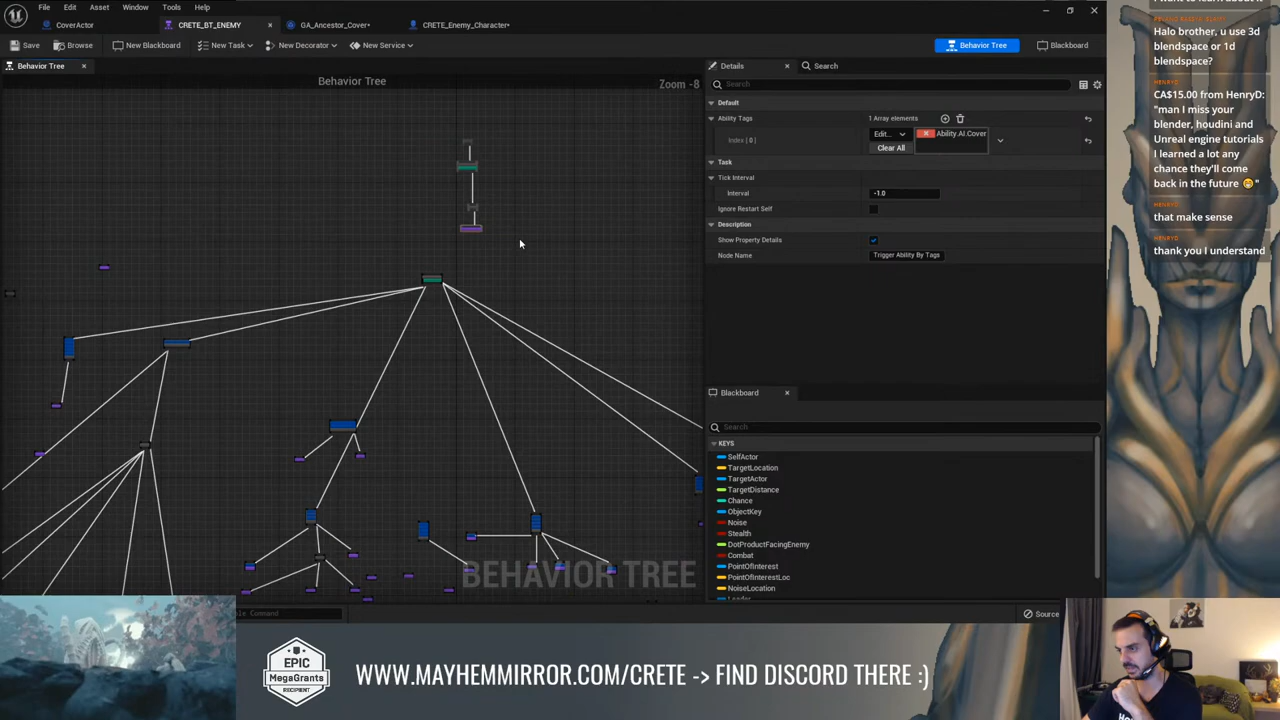 File Edit Asset Window Tools Help
CoverActor CRETE_BT_ENEMY GA_Ancestor_Cover* CRETE_Enemy_Character*
Save Browse New Blackboard New Task New Decorator New Service Behavior Tree Blackboard
Behavior Tree
Behavior Tree
Zoom -8
BEHAVIOR TREE
Details Search
Search
Default
Ability Tags 1 Array elements
Index [ 0 ] Edit... Ability.AI.Cover
Clear All
Task
Tick Interval
Interval -1.0
Ignore Restart Self
Description
Show Property Details
Node Name Trigger Ability By Tags
Blackboard
Search
KEYS
SelfActor
TargetLocation
TargetActor
TargetDistance
Chance
ObjectKey
Noise
Stealth
DotProductFacingEnemy
Combat
PointOfInterest
PointOfInterestLoc
NoiseLocation
Leader
Command
Source
Halo brother, u use 3d
blendspace or 1d
blendspace?
HENRYD
CA$15.00 from HenryD:
"man I miss your
blender, houdini and
Unreal engine tutorials
I learned a lot any
chance they'll come
back in the future 😁"
HENRYD
that make sense
HENRYD
thank you I understand
EPIC
MegaGrants
RECIPIENT
WWW.MAYHEMMIRROR.COM/CRETE -> FIND DISCORD THERE :)